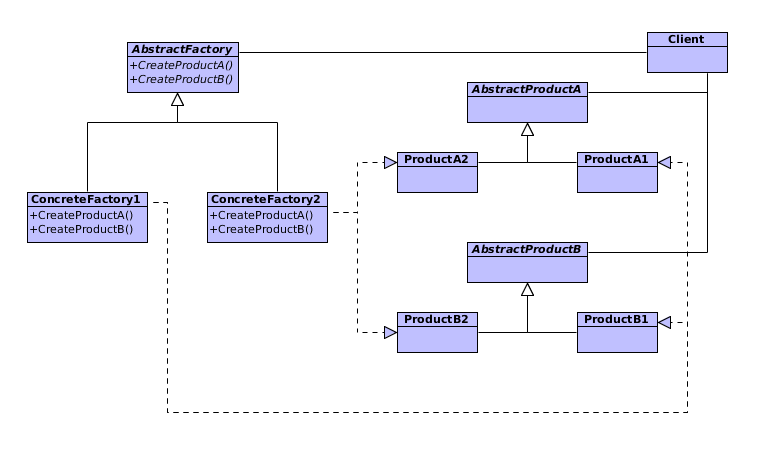 Client
AbstractFactory
+CreateProductA()
+CreateProductB()
AbstractProductA
ProductA2
ProductA1
ConcreteFactory1
+CreateProductA()
+CreateProductB()
ConcreteFactory2
+CreateProductA()
+CreateProductB()
AbstractProductB
ProductB2
ProductB1